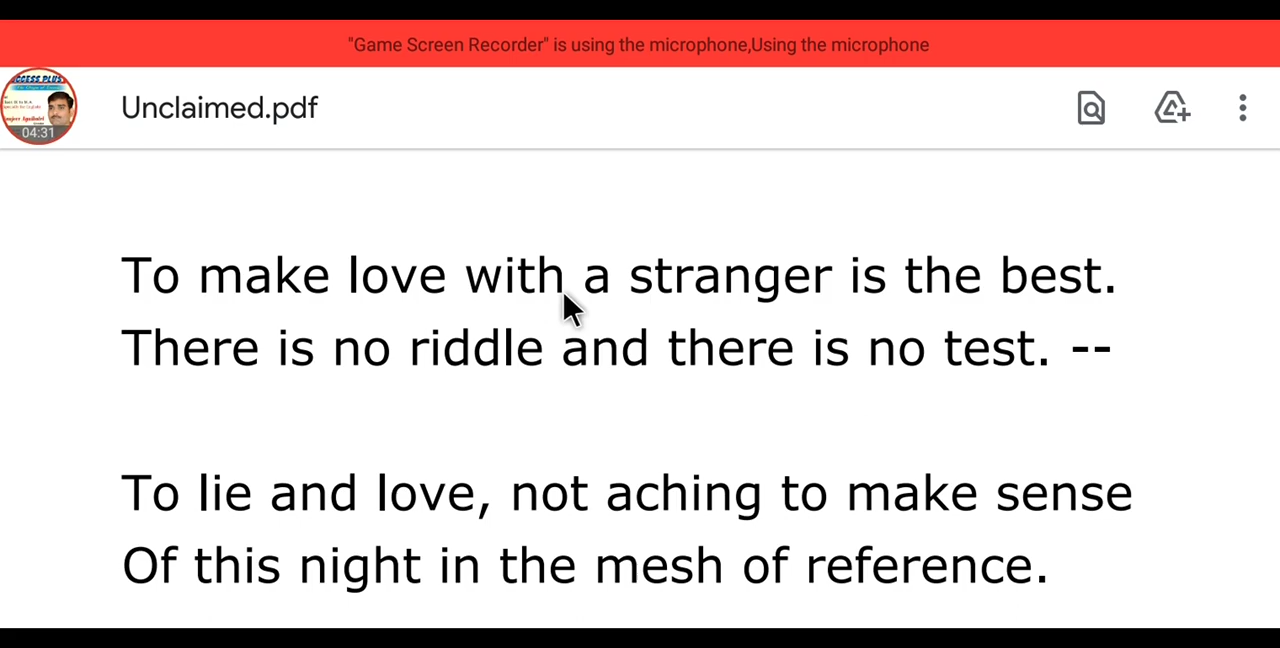 "Game Screen Recorder" is using the microphone,Using the microphone
CCESS PLUS
04:31
Unclaimed.pdf
To make love with a stranger is the best.
There is no riddle and there is no test. --
To lie and love, not aching to make sense
Of this night in the mesh of reference.